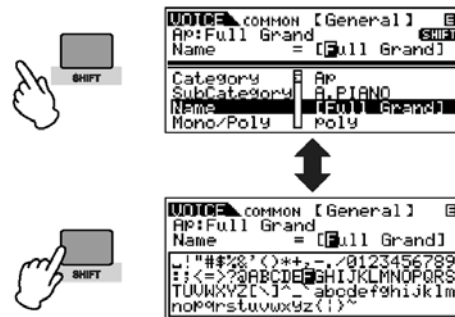 SHIFT
VOICE COMMON [General] E
AP:Full Grand SHIFT
Name = [Full Grand]
Category AP
SubCategory A.PIANO
Name [Full Grand]
Mono/Poly poly
SHIFT
VOICE COMMON [General] E
AP:Full Grand
Name = [Full Grand]
!"#$%&'()*+,-./0123456789
:;<=>?@ABCDEFGHIJKLMNOPQRS
TUVWXYZ[\]^_`abcdefghijklm
nopqrstuvwxyz{|}~